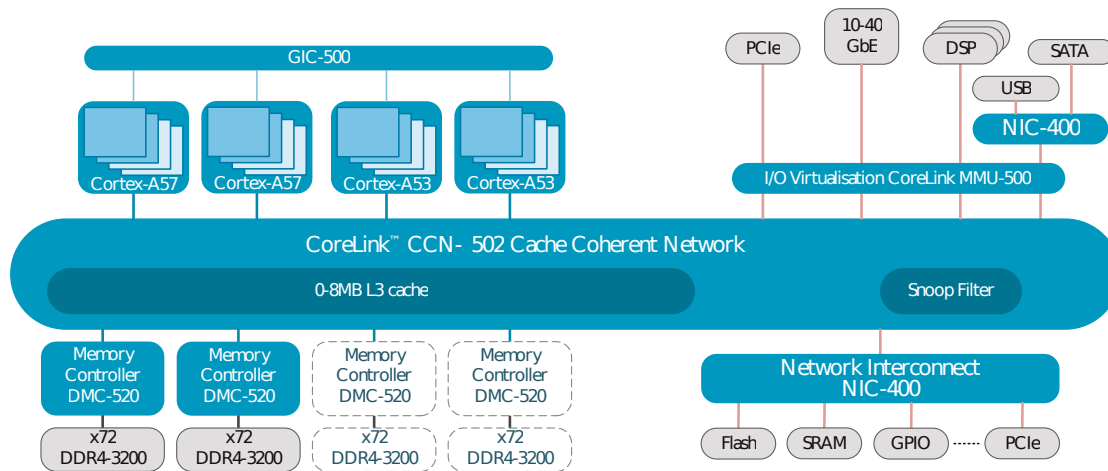 GIC-500
Cortex-A57
Cortex-A57
Cortex-A53
Cortex-A53
PCIe
10-40
GbE
DSP
SATA
USB
NIC-400
I/O Virtualisation CoreLink MMU-500
CoreLink™ CCN- 502 Cache Coherent Network
0-8MB L3 cache
Snoop Filter
Memory
Controller
DMC-520
Memory
Controller
DMC-520
Memory
Controller
DMC-520
Memory
Controller
DMC-520
x72
DDR4-3200
x72
DDR4-3200
x72
DDR4-3200
x72
DDR4-3200
Network Interconnect
NIC-400
Flash
SRAM
GPIO
PCIe